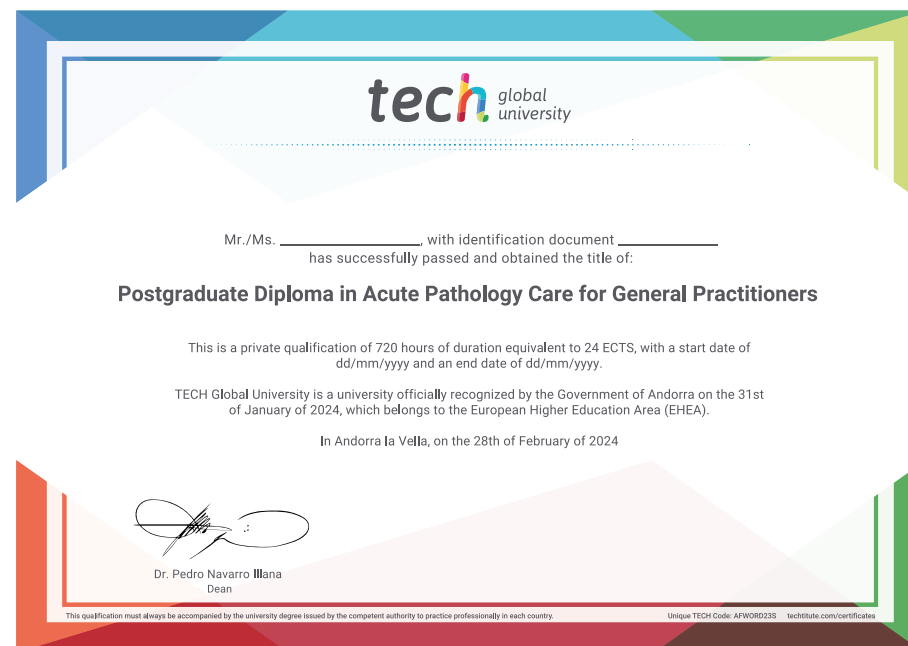 tech global university
Mr./Ms. ____________, with identification document ____________
has successfully passed and obtained the title of:
Postgraduate Diploma in Acute Pathology Care for General Practitioners
This is a private qualification of 720 hours of duration equivalent to 24 ECTS, with a start date of
dd/mm/yyyy and an end date of dd/mm/yyyy.
TECH Global University is a university officially recognized by the Government of Andorra on the 31st
of January of 2024, which belongs to the European Higher Education Area (EHEA).
In Andorra la Vella, on the 28th of February of 2024
Dr. Pedro Navarro Illana
Dean
This qualification must always be accompanied by the university degree issued by the competent authority to practice professionally in each country.
Unique TECH Code: AFWORD23S techtitute.com/certificates